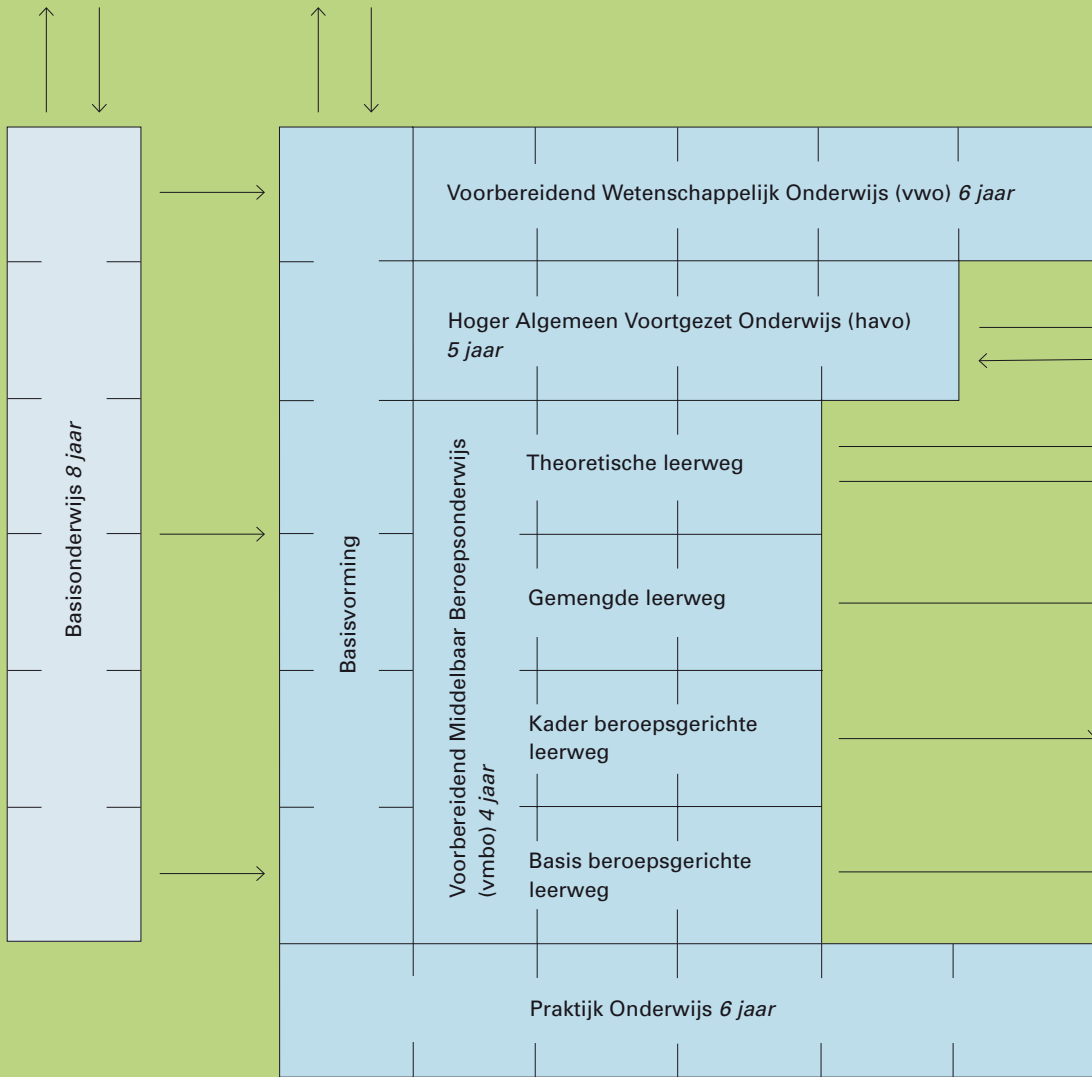 Voorbereidend Wetenschappelijk Onderwijs (vwo) 6 jaar
Hoger Algemeen Voortgezet Onderwijs (havo)
5 jaar
Basisonderwijs 8 jaar
Basisvorming
Voorbereidend Middelbaar Beroepsonderwijs
(vmbo) 4 jaar
Theoretische leerweg
Gemengde leerweg
Kader beroepsgerichte
leerweg
Basis beroepsgerichte
leerweg
Praktijk Onderwijs 6 jaar